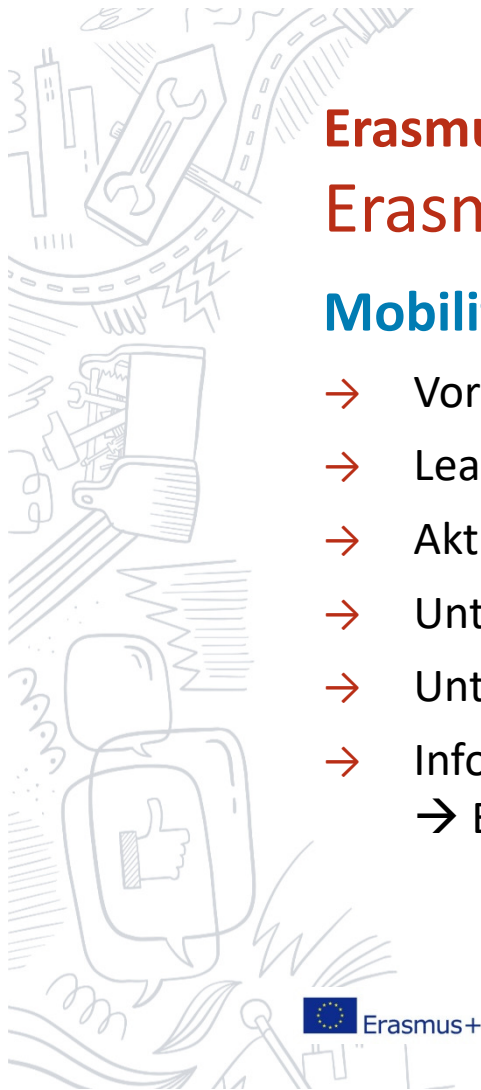 Erasmu
Erasm
Mobili
→ Vor
→ Lea
→ Akt
→ Unt
→ Unt
→ Info
→ E
Erasmus+